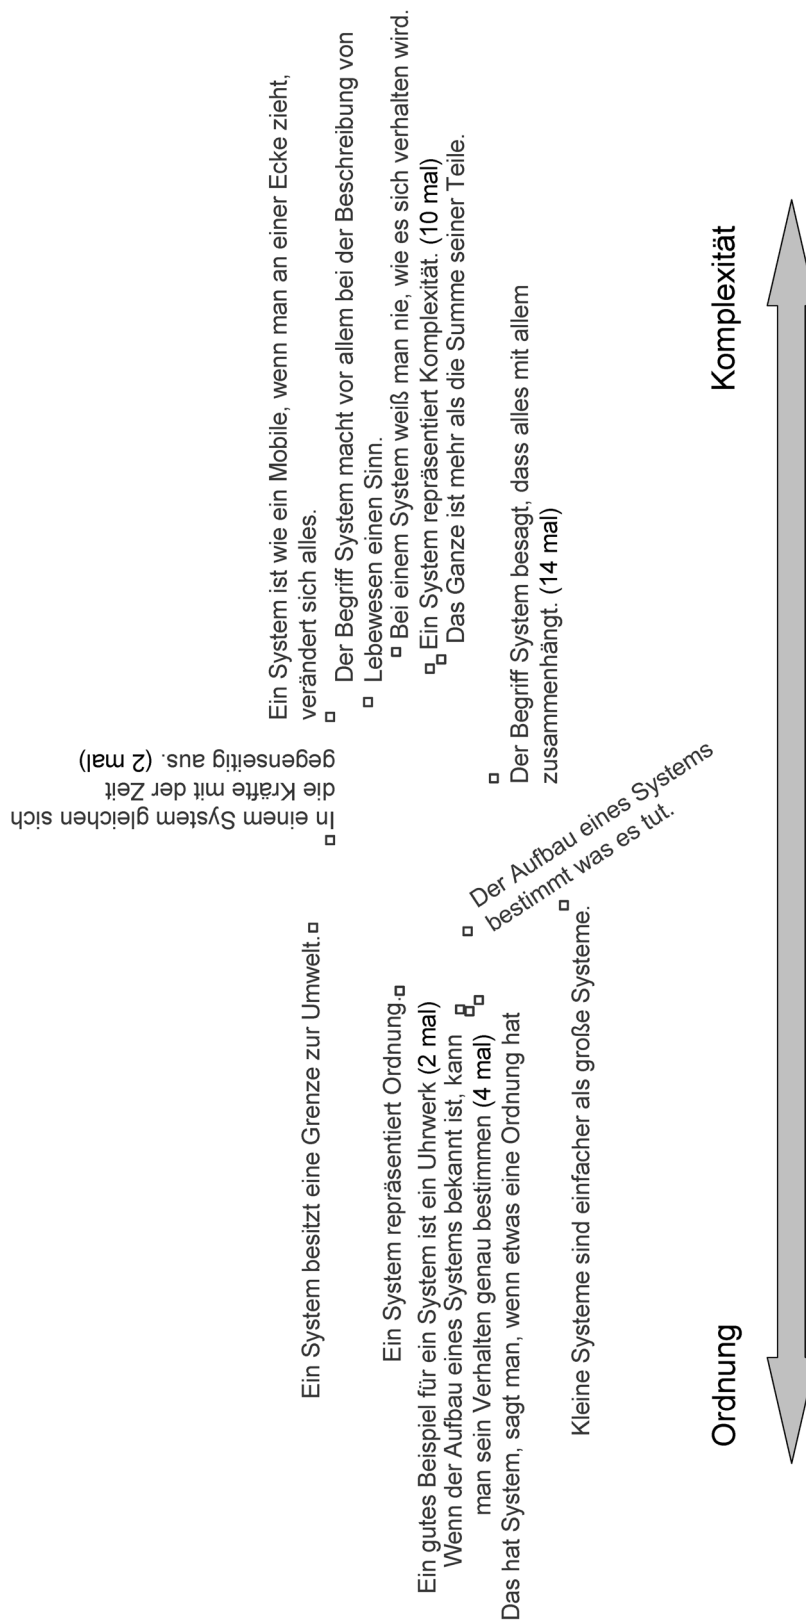 Ein System ist wie ein Mobile, wenn man an einer Ecke zieht,
verändert sich alles.
Der Begriff System macht vor allem bei der Beschreibung von
Lebewesen einen Sinn.
Bei einem System weiß man nie, wie es sich verhalten wird.
Ein System repräsentiert Komplexität. (10 mal)
Das Ganze ist mehr als die Summe seiner Teile.
Der Begriff System besagt, dass alles mit allem
zusammenhängt. (14 mal)
In einem System gleichen sich
die Kräfte mit der Zeit
gegenseitig aus. (2 mal)
Der Aufbau eines Systems
bestimmt was es tut.
Ein System besitzt eine Grenze zur Umwelt.
Ein System repräsentiert Ordnung.
Ein gutes Beispiel für ein System ist ein Uhrwerk (2 mal)
Wenn der Aufbau eines Systems bekannt ist, kann
man sein Verhalten genau bestimmen (4 mal)
Das hat System, sagt man, wenn etwas eine Ordnung hat
Kleine Systeme sind einfacher als große Systeme.
Ordnung
Komplexität